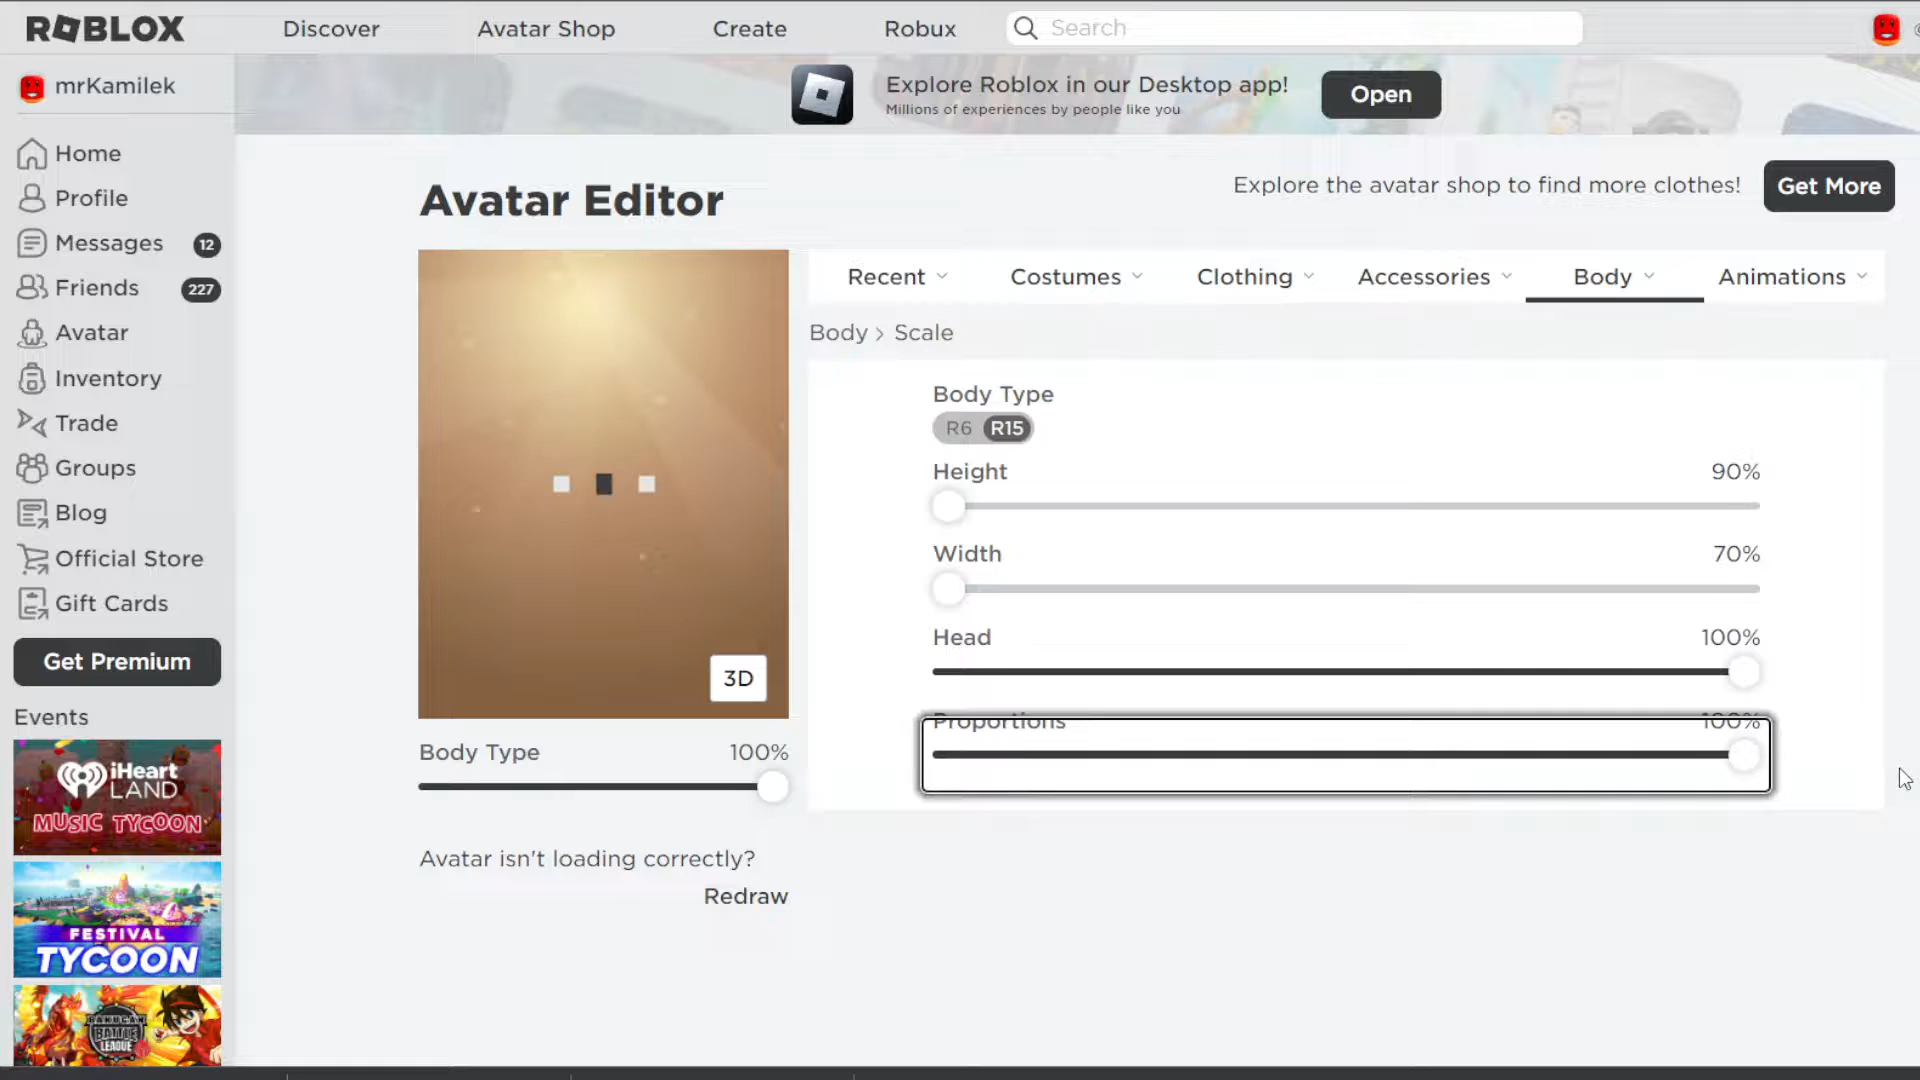 ROBLOX
Discover
Avatar Shop
Create
Robux
Search
mrKamilek
Explore Roblox in our Desktop app!
Millions of experiences by people like you
Open
Home
Profile
Messages 12
Friends 227
Avatar
Inventory
Trade
Groups
Blog
Official Store
Gift Cards
Get Premium
Events
iHeart
LAND
MUSIC TYCOON
FESTIVAL
TYCOON
BAKUGAN
BATTLE
LEAGUE
Avatar Editor
Explore the avatar shop to find more clothes!
Get More
3D
Body Type 100%
Avatar isn't loading correctly?
Redraw
Recent
Costumes
Clothing
Accessories
Body
Animations
Body > Scale
Body Type
R6 R15
Height 90%
Width 70%
Head 100%
Proportions 100%